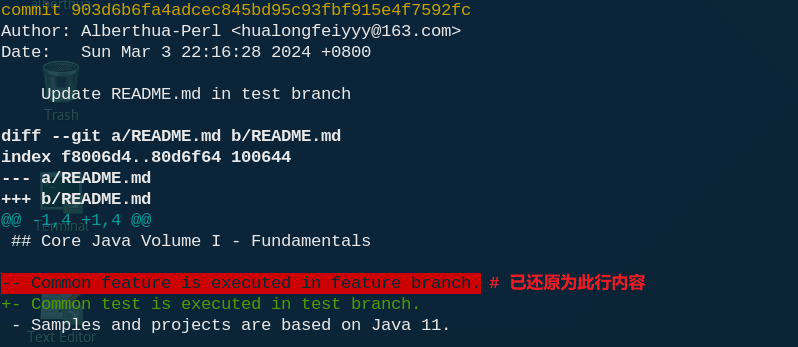 alberthua
commit 903d6b6fa4adcec845bd95c93fbf915e4f7592fc
Author: Alberthua-Perl <hualongfeiyyy@163.com>
Date:   Sun Mar 3 22:16:28 2024 +0800
    Update README.md in test branch
Trash
diff --git a/README.md b/README.md
index f8006d4..80d6f64 100644
--- a/README.md
+++ b/README.md
@@ -1,4 +1,4 @@
Terminal
 ## Core Java Volume I - Fundamentals
-- Common feature is executed in feature branch. # 已还原为此行内容
+- Common test is executed in test branch.
 - Samples and projects are based on Java 11.
Text Editor